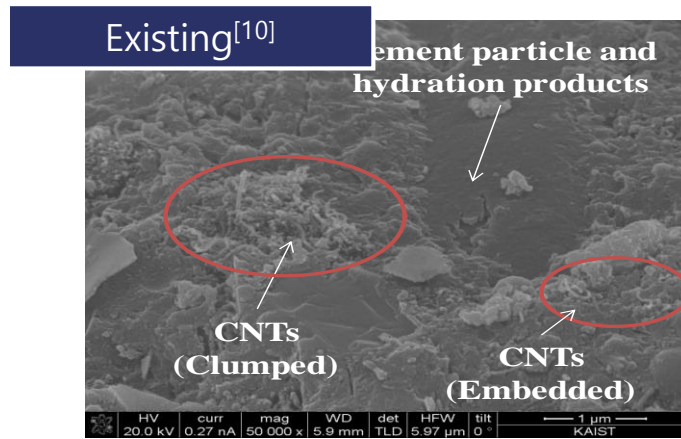 Existing[10]
ement particle and
hydration products
CNTs
(Clumped)
CNTs
(Embedded)
HV curr mag WD det HFW tilt 1 µm
20.0 kV 0.27 nA 50 000 x 5.9 mm TLD 5.97 µm 0 ° KAIST